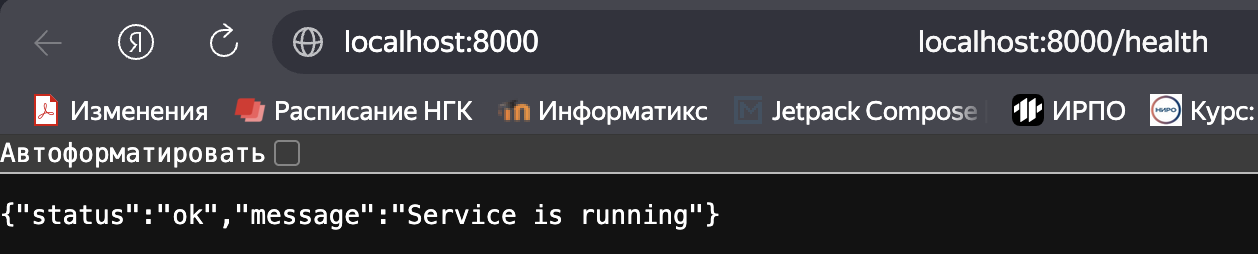 Я localhost:8000 localhost:8000/health
Изменения Расписание НГК Информатикс Jetpack Compose ИРПО НИРО Курс:
Автоформатировать
{"status":"ok","message":"Service is running"}